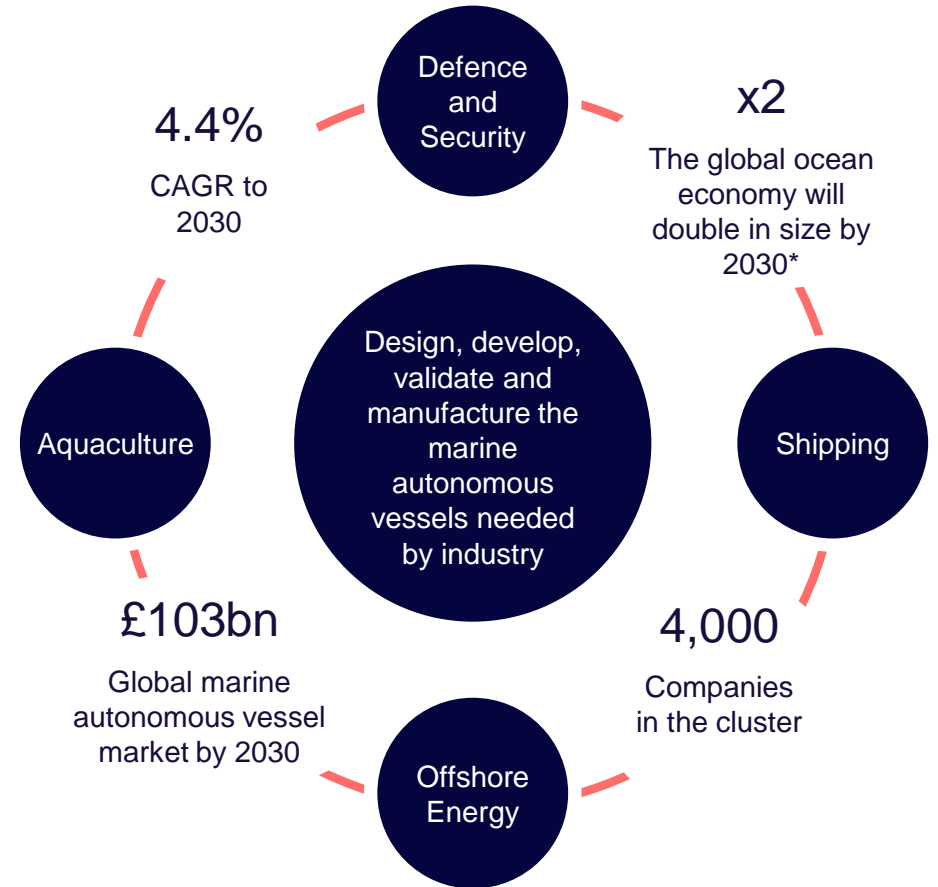 Defence
and
Security
4.4%
CAGR to
2030
x2
The global ocean
economy will
double in size by
2030*
Design, develop,
validate and
manufacture the
marine
autonomous
vessels needed
by industry
Aquaculture
Shipping
£103bn
Global marine
autonomous vessel
market by 2030
4,000
Companies
in the cluster
Offshore
Energy